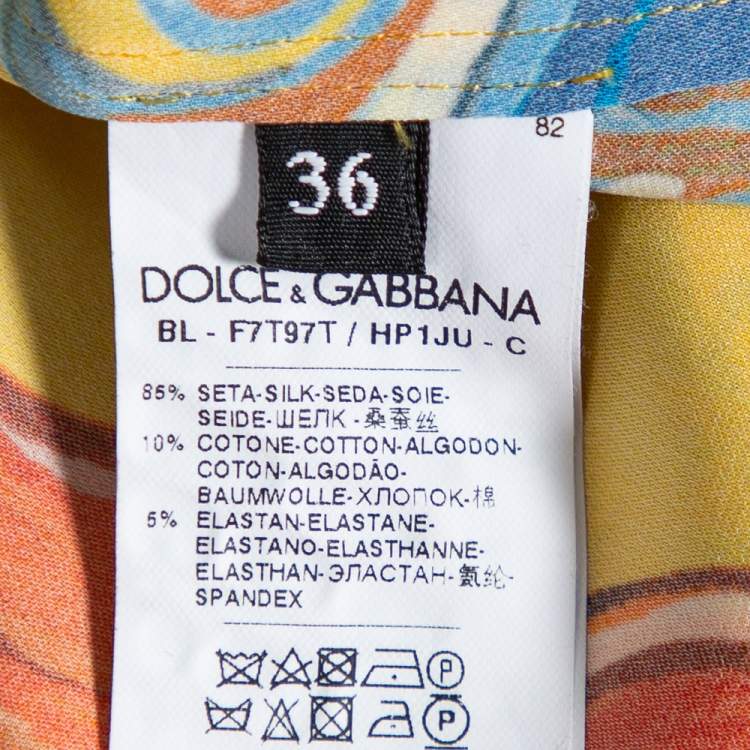 82
36
DOLCE & GABBANA
BL - F7T97T / HP1JU - C
85% SETA-SILK-SEDA-SOIE-
SEIDE-ШЕЛК-桑蚕丝
10% COTONE-COTTON-ALGODON-
COTON-ALGODÃO-
BAUMWOLLE-ХЛОПОК-棉
5% ELASTAN-ELASTANE-
ELASTANO-ELASTHANNE-
ELASTHAN-ЭЛАСТАН-氨纶-
SPANDEX
P
P